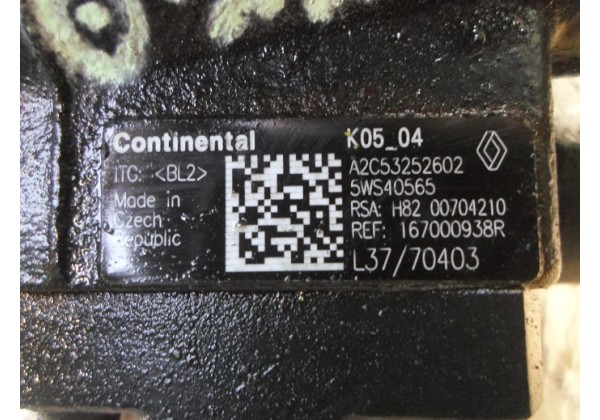 Continental
ITC: <BL2>
Made in
Czech
Republic
K05_04
A2C53252602
5WS40565
RSA: H82 00704210
REF: 167000938R
L37/70403